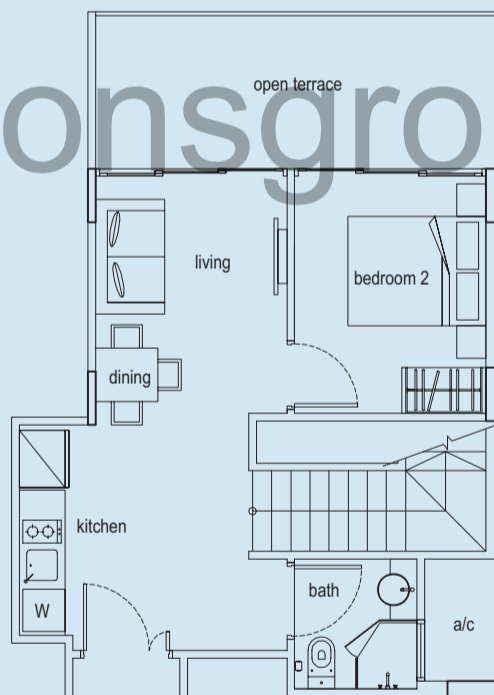 onsgro
open terrace
living
bedroom 2
dining
kitchen
W
bath
a/c